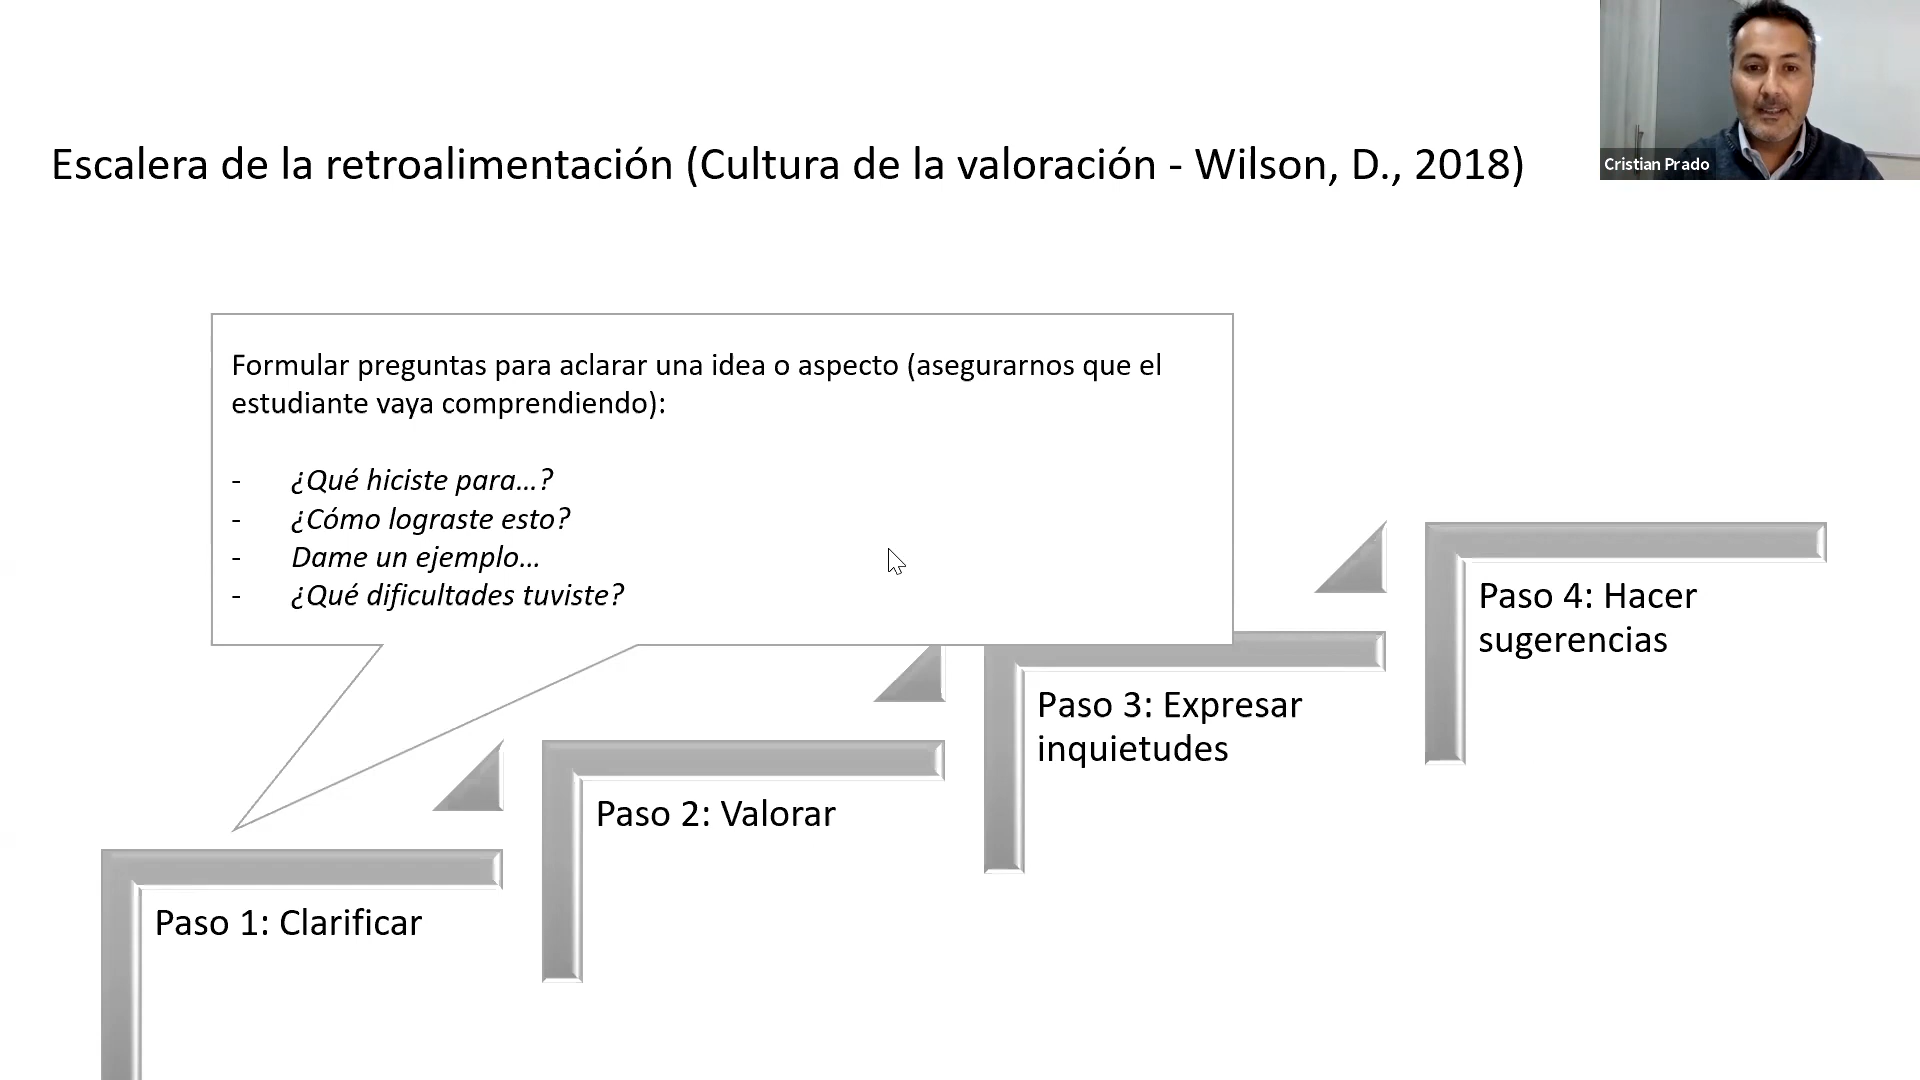 Escalera de la retroalimentación (Cultura de la valoración - Wilson, D., 2018)
Cristian Prado
Formular preguntas para aclarar una idea o aspecto (asegurarnos que el
estudiante vaya comprendiendo):
- ¿Qué hiciste para...?
- ¿Cómo lograste esto?
- Dame un ejemplo...
- ¿Qué dificultades tuviste?
Paso 4: Hacer
sugerencias
Paso 3: Expresar
inquietudes
Paso 2: Valorar
Paso 1: Clarificar